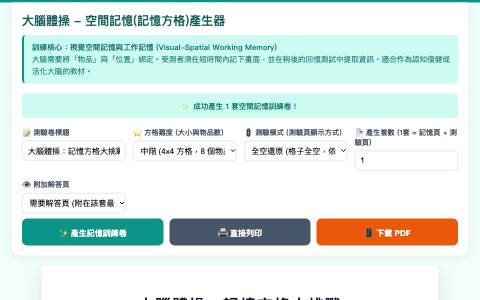 大腦體操 – 空間記憶(記憶方格)產生器
訓練核心：視覺空間記憶與工作記憶 (Visual-Spatial Working Memory)
大腦需要將「物品」與「位置」綁定。受測者須在短時間內記下畫面，並在稍後的回憶測試中提取資訊。適合作為認知復健或
活化大腦的教材。
✨ 成功產生 1 套空間記憶訓練卷！
📝 測驗卷標題
⭐ 方格難度 (大小與物品數)
🚦 測驗模式 (測驗頁顯示方式)
📑 產生套數 (1套 = 記憶頁 + 測
驗頁)
大腦體操：記憶方格大挑戰
中階 (4x4 方格，8 個物品
全空還原 (格子全空，依
1
👁️ 附加解答頁
需要解答頁 (附在該套最
✨ 產生記憶訓練卷
🖨️ 直接列印
📱 下載 PDF